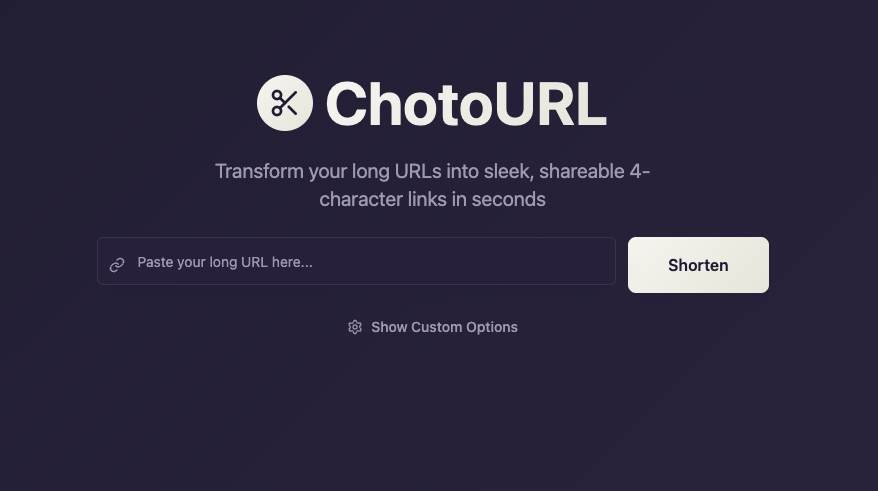 ChotoURL
Transform your long URLs into sleek, shareable 4-
character links in seconds
Paste your long URL here...
Shorten
Show Custom Options